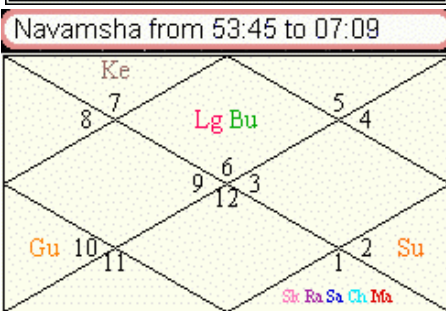 Navamsha from 53:45 to 07:09
Ke
7 5
8 Lg Bu 4
6
9 3
12
Gu 10 2 Su
11 1
Sk Ra Sa Ch Ma